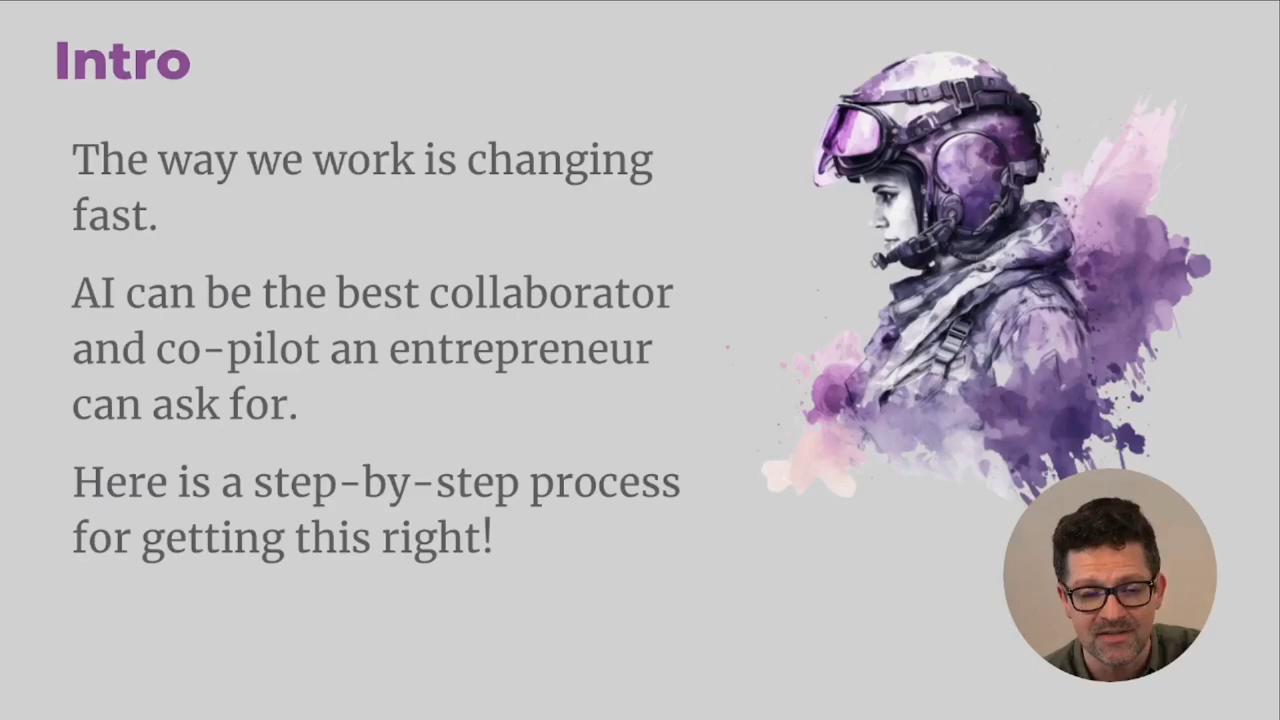 Intro
The way we work is changing
fast.
AI can be the best collaborator
and co-pilot an entrepreneur
can ask for.
Here is a step-by-step process
for getting this right!